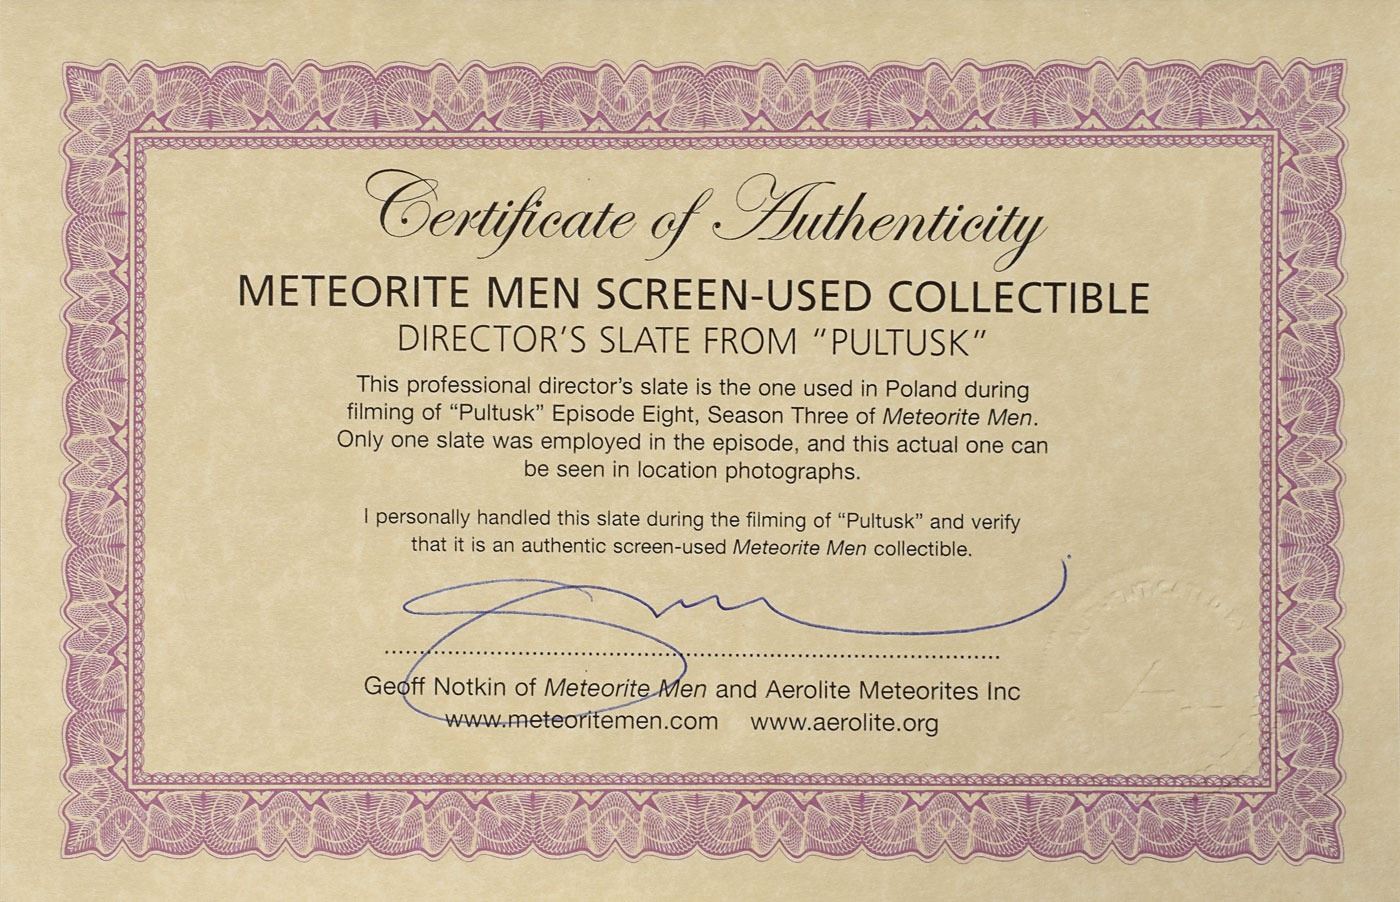 Certificate of Authenticity
METEORITE MEN SCREEN-USED COLLECTIBLE
DIRECTOR'S SLATE FROM “PULTUSK”
This professional director's slate is the one used in Poland during
filming of “Pultusk” Episode Eight, Season Three of Meteorite Men.
Only one slate was employed in the episode, and this actual one can
be seen in location photographs.
I personally handled this slate during the filming of “Pultusk” and verify
that it is an authentic screen-used Meteorite Men collectible.
Geoff Notkin of Meteorite Men and Aerolite Meteorites Inc
www.meteoritemen.com www.aerolite.org